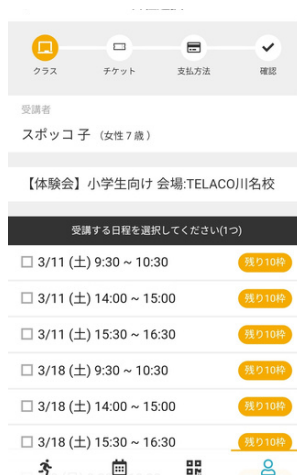 クラス
チケット
支払方法
確認
受講者
スポッコ 子 (女性 7 歳)
【体験会】小学生向け 会場:TELACO川名校
受講する日程を選択してください(1つ)
3/11 (土) 9:30 ~ 10:30 残り10枠
3/11 (土) 14:00 ~ 15:00 残り10枠
3/11 (土) 15:30 ~ 16:30 残り10枠
3/18 (土) 9:30 ~ 10:30 残り10枠
3/18 (土) 14:00 ~ 15:00 残り10枠
3/18 (土) 15:30 ~ 16:30 残り10枠